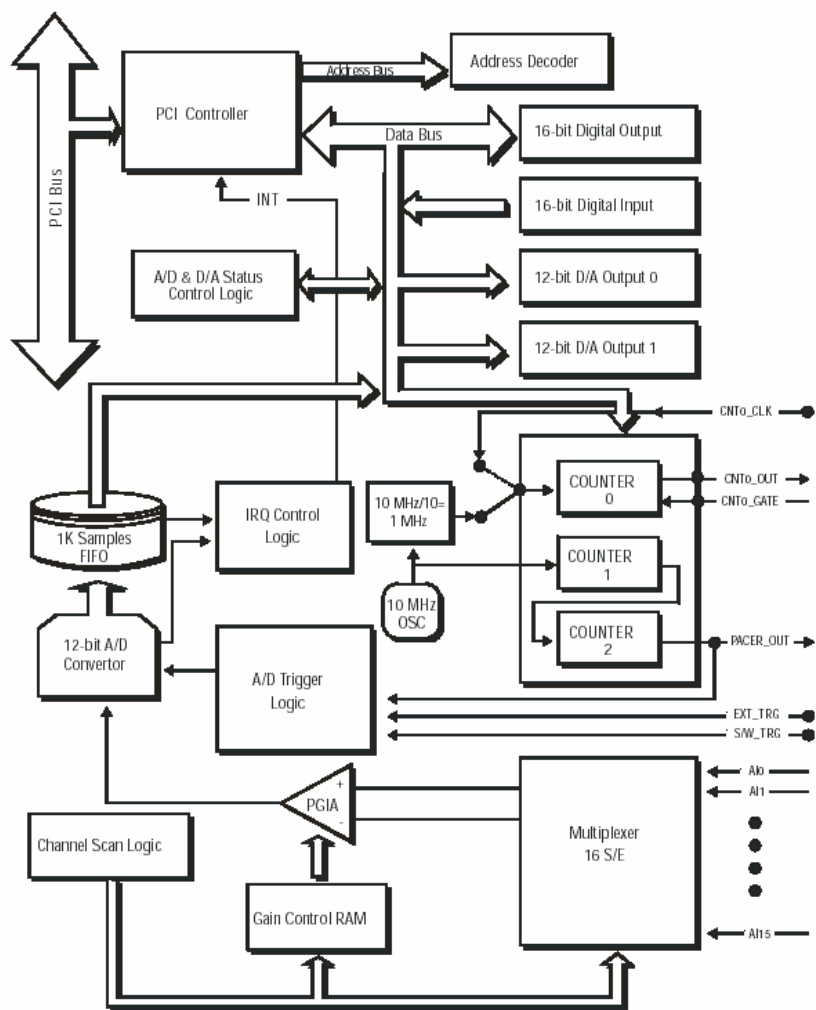 Address Bus
Address Decoder
PCI Controller
Data Bus
16-bit Digital Output
PCI Bus
INT
16-bit Digital Input
A/D & D/A Status
Control Logic
12-bit D/A Output 0
12-bit D/A Output 1
CNTo_CLK
1K Samples
FIFO
IRQ Control
Logic
10 MHz/10=
1 MHz
COUNTER
0
CNTo_OUT
CNTo_GATE
10 MHz
OSC
COUNTER
1
COUNTER
2
PACER_OUT
12-bit A/D
Convertor
A/D Trigger
Logic
EXT_TRG
S/W_TRG
PGIA
+
-
Multiplexer
16 S/E
AI0
AI1
AI15
Channel Scan Logic
Gain Control RAM